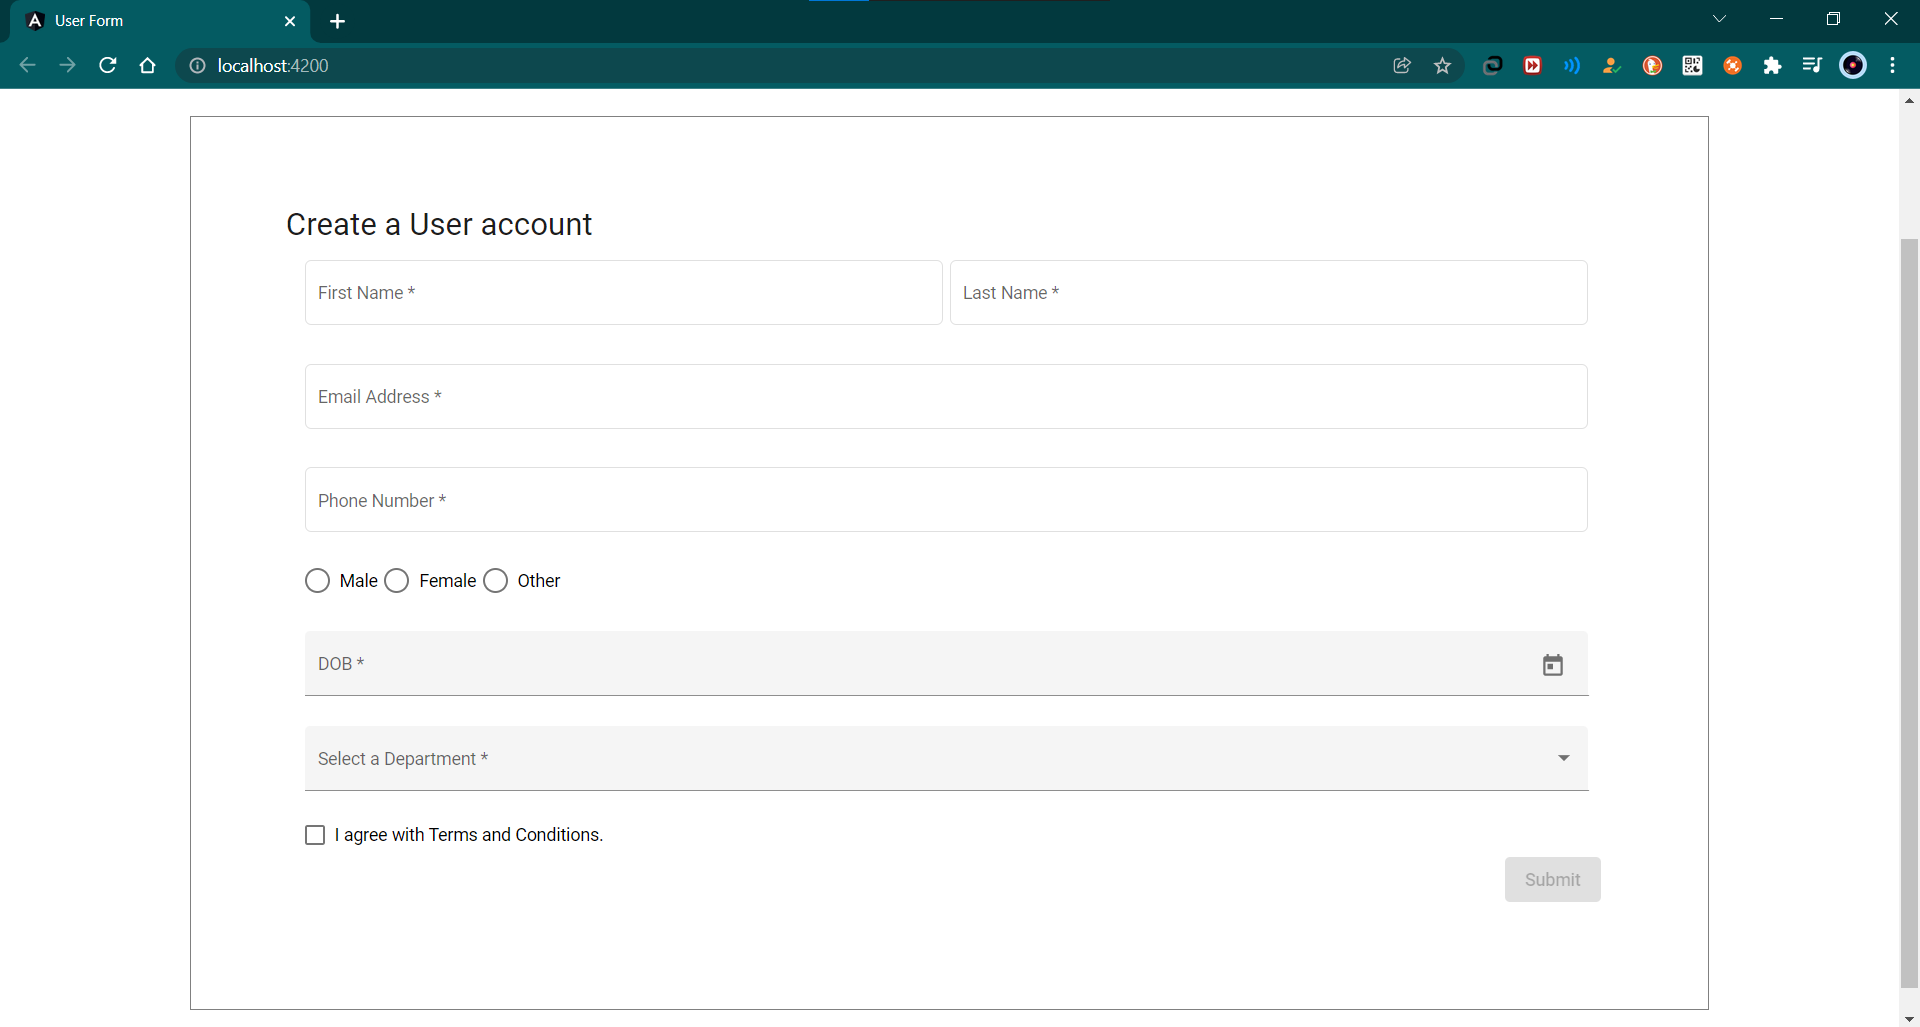 User Form
localhost:4200
Create a User account
First Name *
Last Name *
Email Address *
Phone Number *
Male Female Other
DOB *
Select a Department *
I agree with Terms and Conditions.
Submit